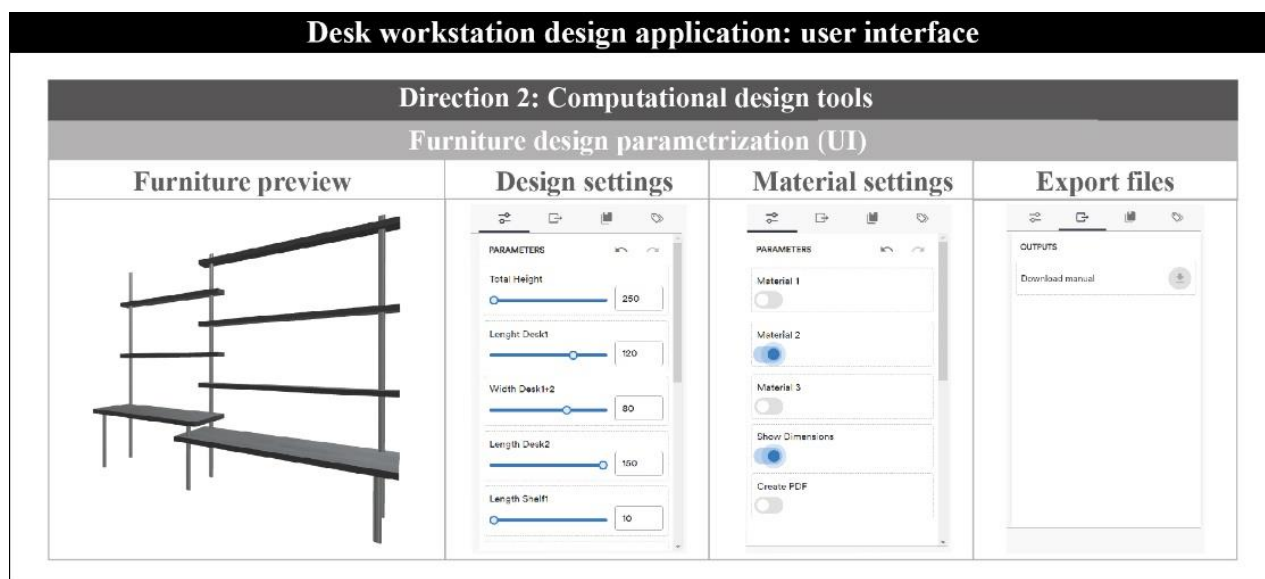 Desk workstation design application: user interface
Direction 2: Computational design tools
Furniture design parametrization (UI)
Furniture preview
Design settings
Material settings
Export files
PARAMETERS
Total Height
250
Lenght Desk1
120
Width Desk1+2
80
Length Desk2
150
Length Shelf1
10
PARAMETERS
Material 1
Material 2
Material 3
Show Dimensions
Create PDF
OUTPUTS
Download manual